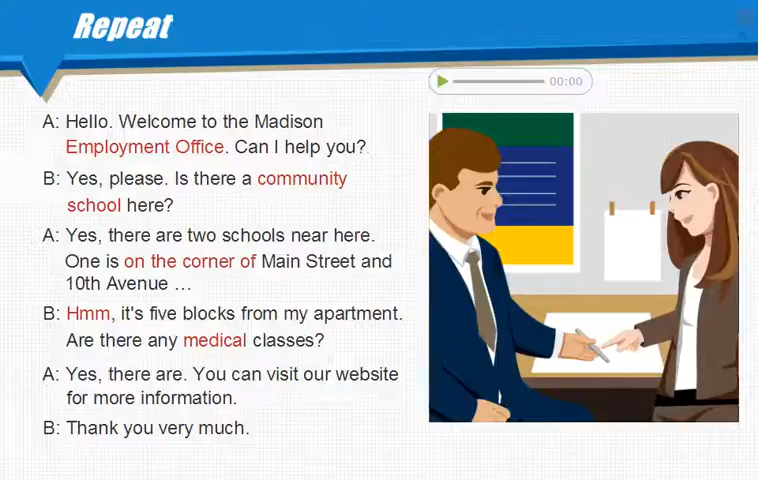 Repeat
00:00
A: Hello. Welcome to the Madison
Employment Office. Can I help you?
B: Yes, please. Is there a community
school here?
A: Yes, there are two schools near here.
One is on the corner of Main Street and
10th Avenue …
B: Hmm, it's five blocks from my apartment.
Are there any medical classes?
A: Yes, there are. You can visit our website
for more information.
B: Thank you very much.